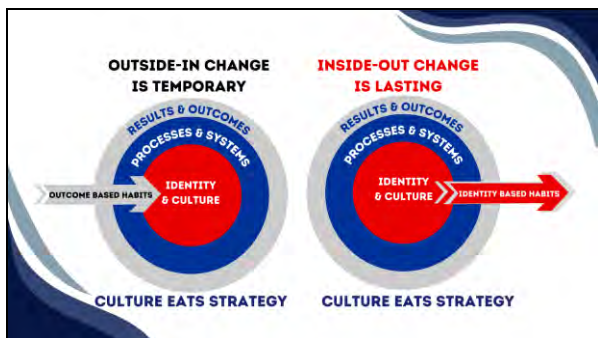 OUTSIDE-IN CHANGE
IS TEMPORARY
RESULTS & OUTCOMES
PROCESSES & SYSTEMS
IDENTITY
& CULTURE
OUTCOME BASED HABITS
CULTURE EATS STRATEGY
INSIDE-OUT CHANGE
IS LASTING
RESULTS & OUTCOMES
PROCESSES & SYSTEMS
IDENTITY
& CULTURE
IDENTITY BASED HABITS
CULTURE EATS STRATEGY